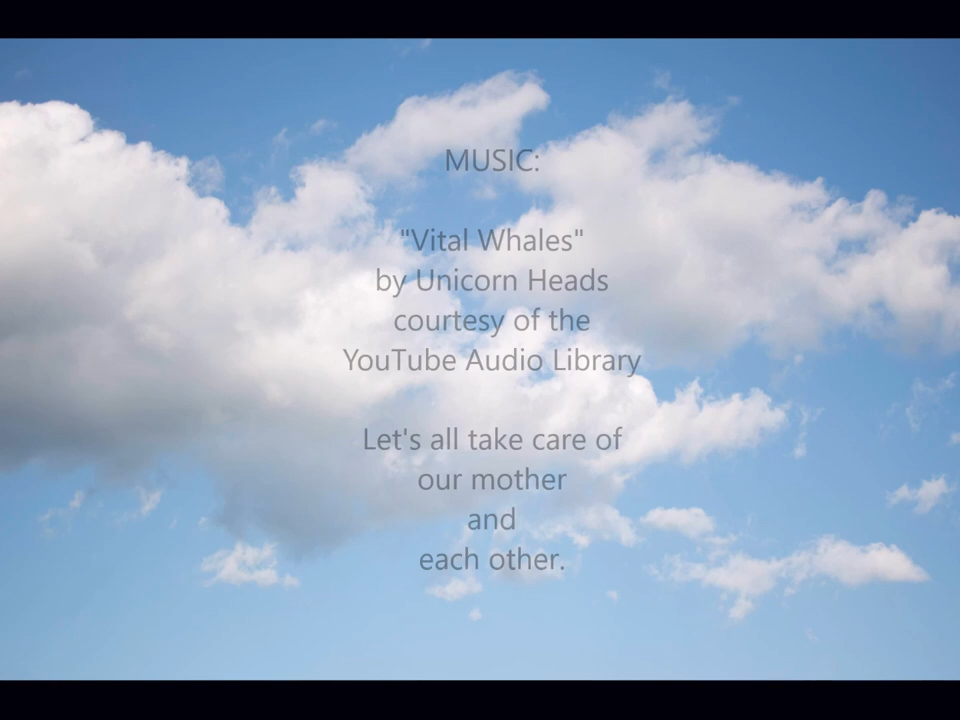 MUSIC:
"Vital Whales"
by Unicorn Heads
courtesy of the
YouTube Audio Library
Let's all take care of
our mother
and
each other.